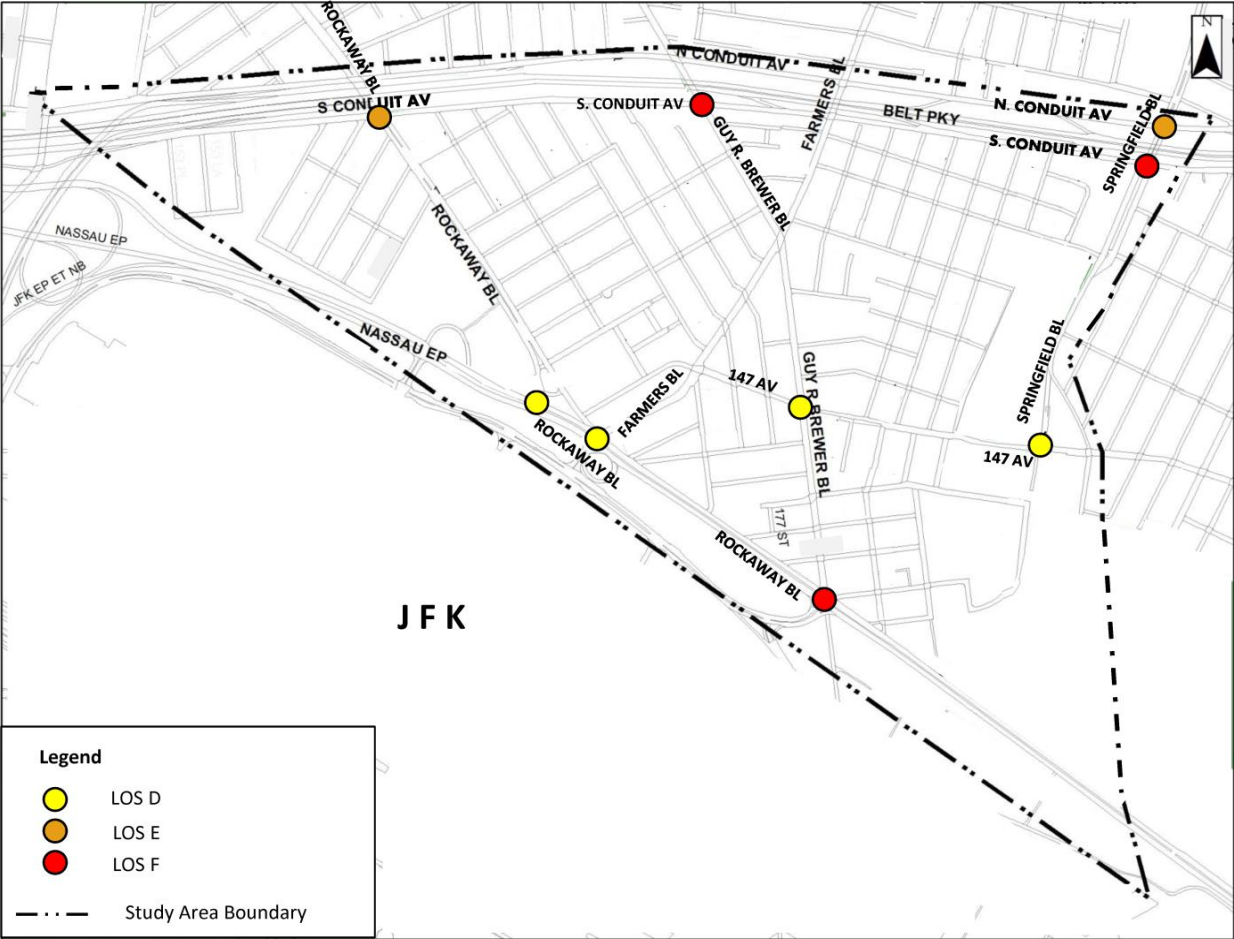 N
ROCKAWAY BL
N CONDUIT AV
FARMERS BL
S CONDUIT AV
S. CONDUIT AV
BELT PKY
N. CONDUIT AV
S. CONDUIT AV
SPRINGFIELD BL
GUY R. BREWER BL
ROCKAWAY BL
NASSAU EP
JFK EP ET NB
NASSAU EP
147 AV
GUY R BREWER BL
SPRINGFIELD BL
FARMERS BL
ROCKAWAY BL
147 AV
177 ST
ROCKAWAY BL
J F K
Legend
LOS D
LOS E
LOS F
Study Area Boundary